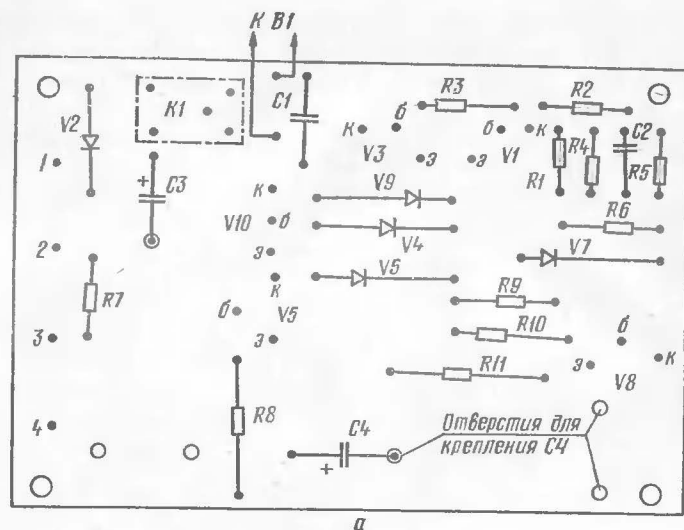 К В1
R3
R2
V2
К1
C1
б
к
б
к
C2
V3
э
э
V1
R4
R1
R5
1
+
C3
V9
к
V10
б
V4
R6
2
э
V7
V5
к
R7
R9
б
V5
3
э
R10
б
э
к
R11
V8
R8
4
C4
+
Отверстия для
крепления C4
а